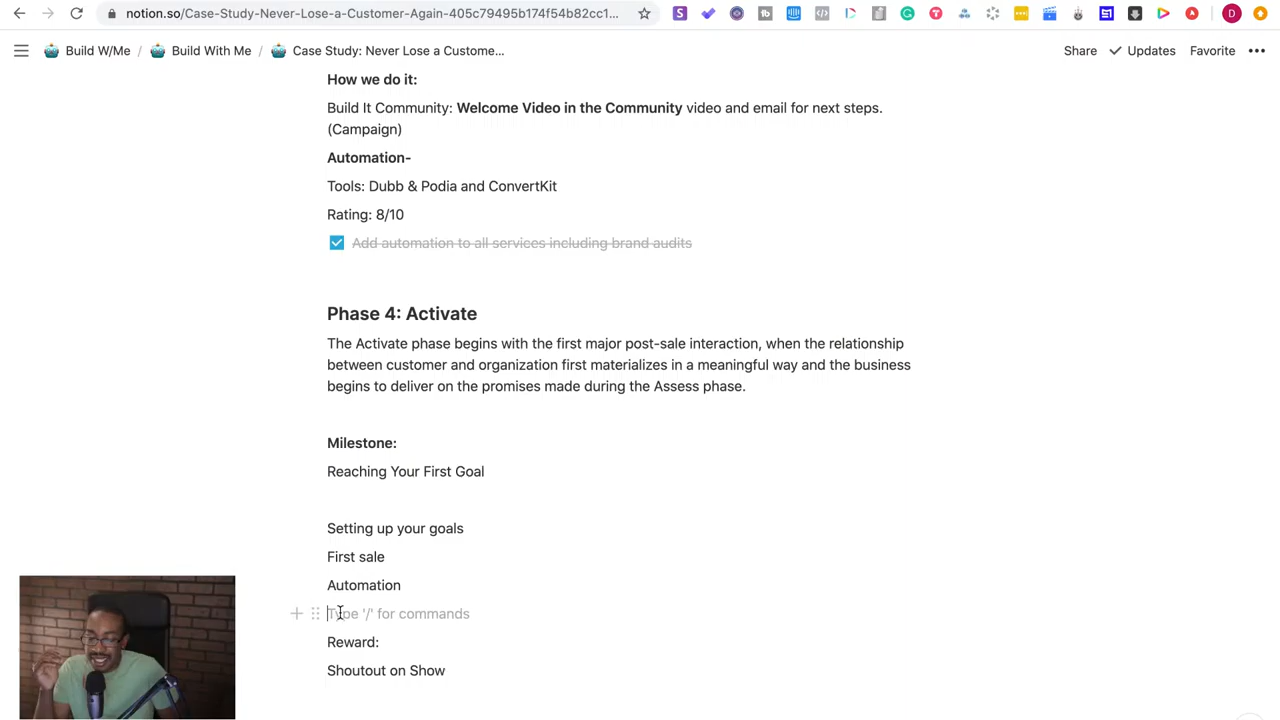 notion.so/Case-Study-Never-Lose-a-Customer-Again-405c79495b174f54b82cc1...
Build W/Me / Build With Me / Case Study: Never Lose a Custome...
Share Updates Favorite
How we do it:
Build It Community: Welcome Video in the Community video and email for next steps.
(Campaign)
Automation-
Tools: Dubb & Podia and ConvertKit
Rating: 8/10
Add automation to all services including brand audits
Phase 4: Activate
The Activate phase begins with the first major post-sale interaction, when the relationship
between customer and organization first materializes in a meaningful way and the business
begins to deliver on the promises made during the Assess phase.
Milestone:
Reaching Your First Goal
Setting up your goals
First sale
Automation
Type '/' for commands
Reward:
Shoutout on Show